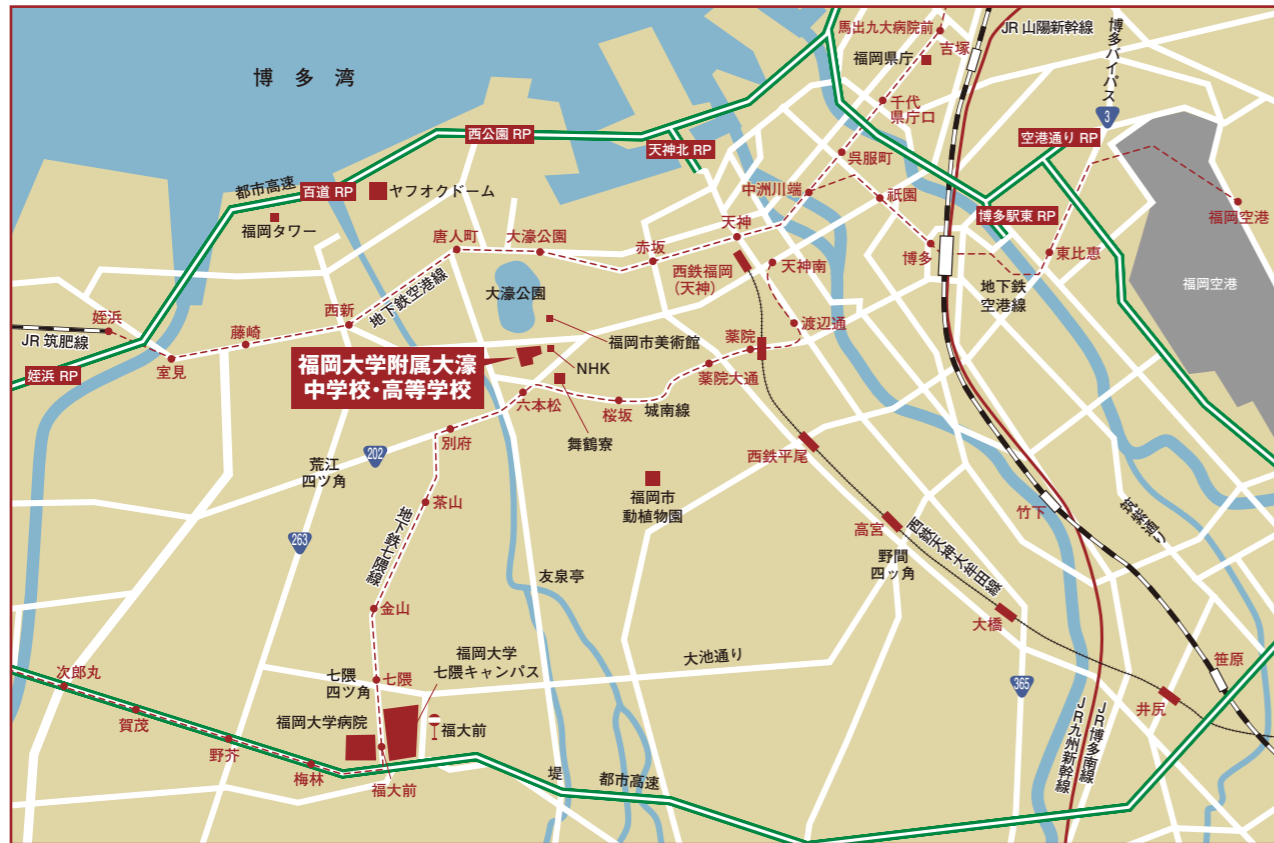 馬出九大病院前
JR山陽新幹線
博多バイパス
吉塚
福岡県庁
博多湾
千代
県庁口
3
西公園 RP
空港通り RP
天神北 RP
呉服町
都市高速
百道 RP
ヤフオクドーム
中洲川端
祇園
福岡空港
福岡タワー
博多駅東 RP
唐人町
大濠公園
赤坂
天神
博多
東比恵
西鉄福岡
(天神)
天神南
地下鉄
空港線
福岡空港
大濠公園
地下鉄空港線
西新
姪浜
JR 筑肥線
藤崎
室見
姪浜 RP
福岡市美術館
渡辺通
薬院
NHK
薬院大通
福岡大学附属大濠
中学校・高等学校
六本松
桜坂
城南線
別府
舞鶴寮
202
荒江
四ツ角
西鉄平尾
福岡市
動植物園
茶山
竹下
筑紫通り
263
地下鉄七隈線
高宮
西鉄天神大牟田線
野間
四ッ角
友泉亭
金山
大橋
福岡大学
七隈キャンパス
大池通り
笹原
次郎丸
七隈
四ツ角
七隈
365
井尻
賀茂
福岡大学病院
福大前
JR博多南線
JR九州新幹線
野芥
梅林
福大前
堤
都市高速